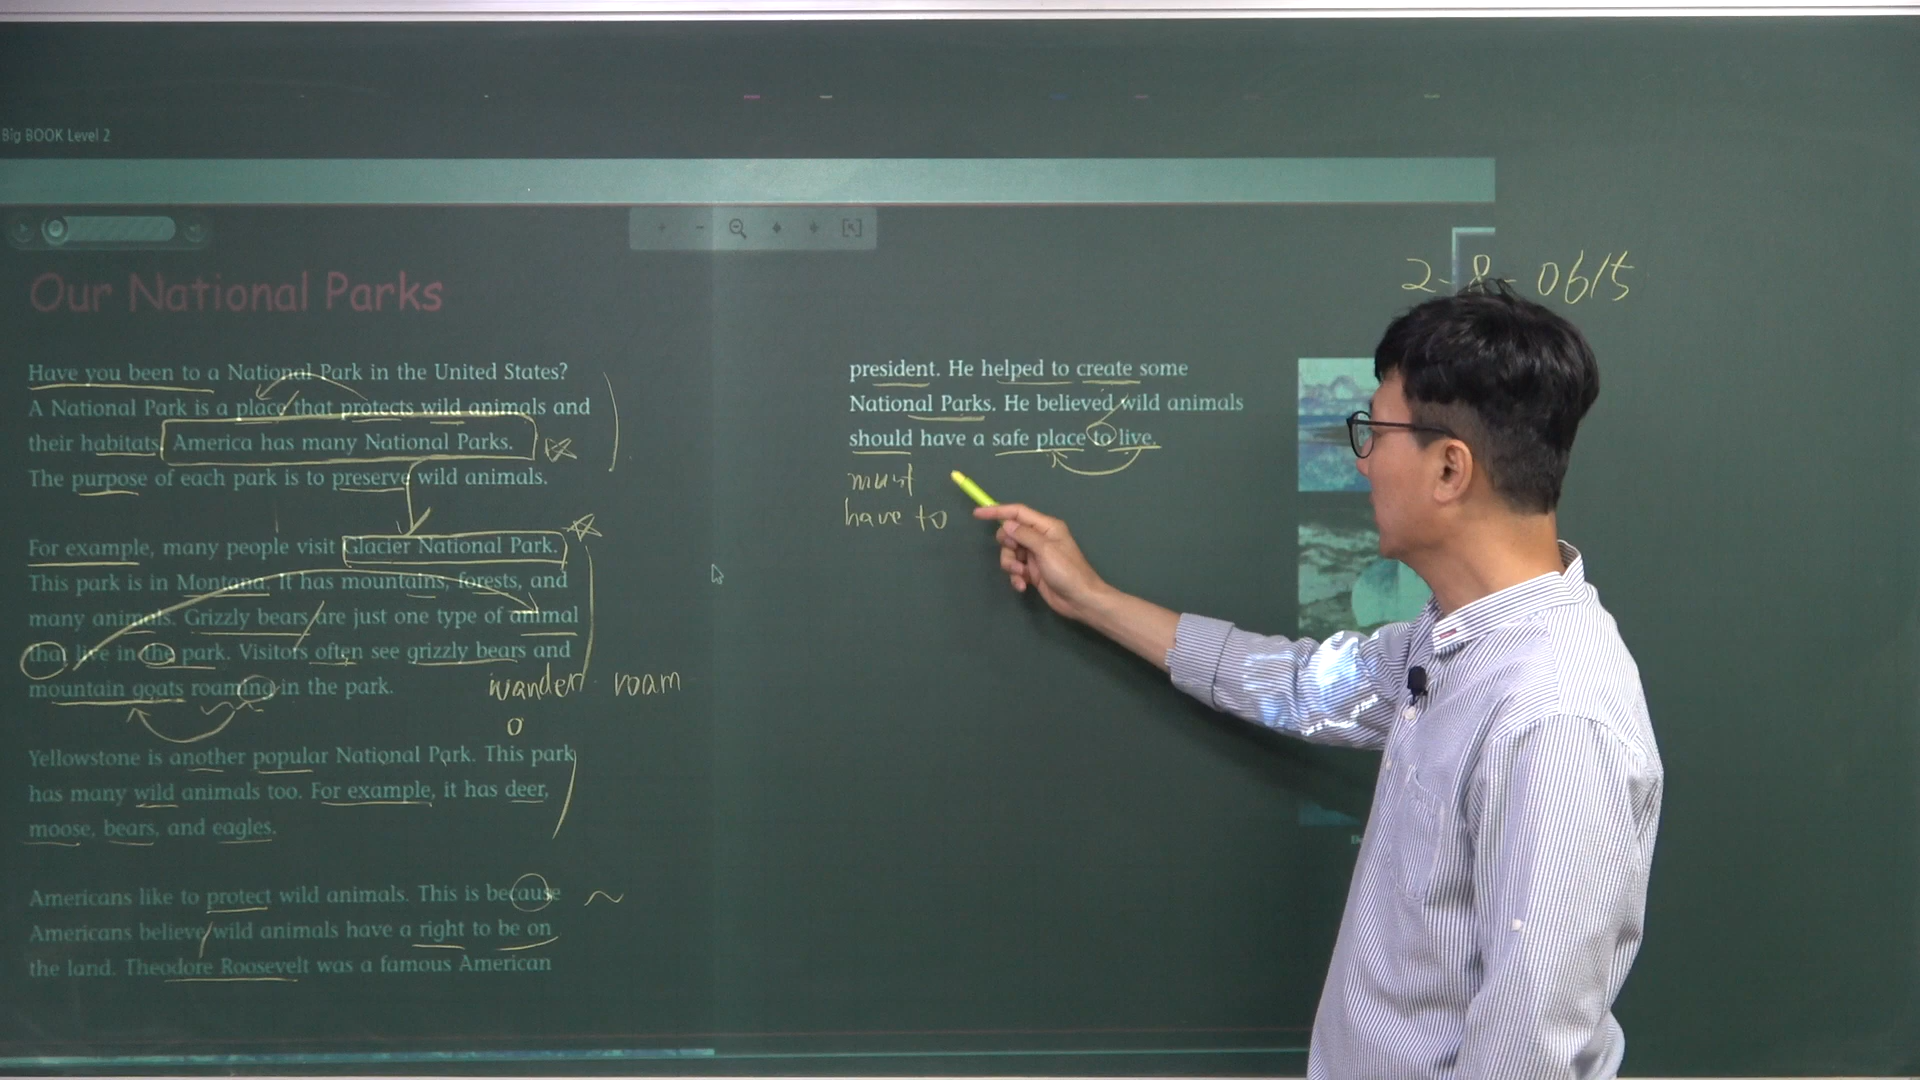 Big BOOK Level 2
2-8-0615
Our National Parks
Have you been to a National Park in the United States?
A National Park is a place that protects wild animals and
their habitats. America has many National Parks.
The purpose of each park is to preserve wild animals.
For example, many people visit Glacier National Park.
This park is in Montana. It has mountains, forests, and
many animals. Grizzly bears are just one type of animal
that live in the park. Visitors often see grizzly bears and
mountain goats roaming in the park.
wander roam
Yellowstone is another popular National Park. This park
has many wild animals too. For example, it has deer,
moose, bears, and eagles.
Americans like to protect wild animals. This is because
Americans believe wild animals have a right to be on
the land. Theodore Roosevelt was a famous American
president. He helped to create some
National Parks. He believed wild animals
should have a safe place to live.
must
have to